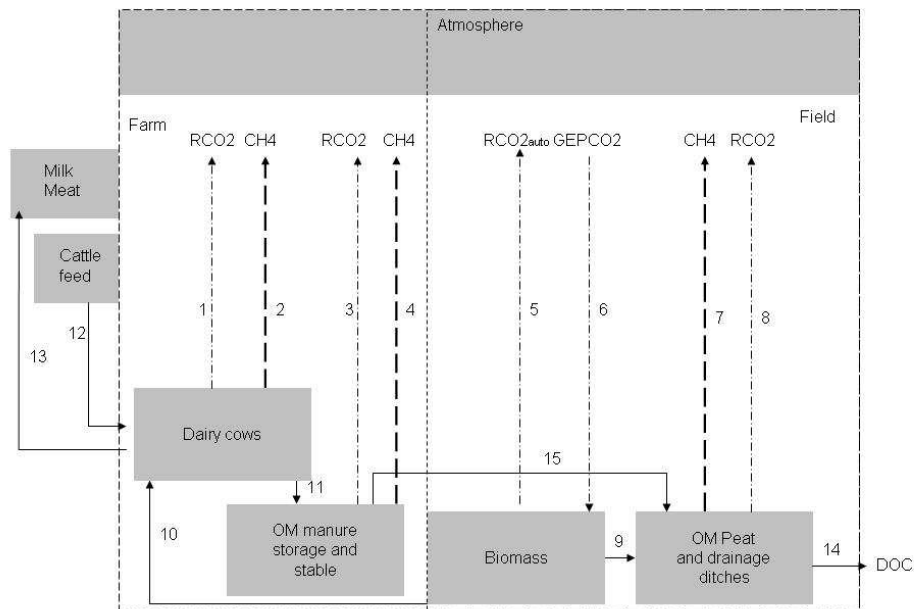 Atmosphere
Farm
Field
RCO2 CH4
RCO2 CH4
RCO2auto GEPCO2
CH4 RCO2
Milk
Meat
Cattle
feed
1
2
3
4
5
6
7
8
12
13
Dairy cows
15
11
10
OM manure
storage and
stable
Biomass
9
OM Peat
and drainage
ditches
14
DOC